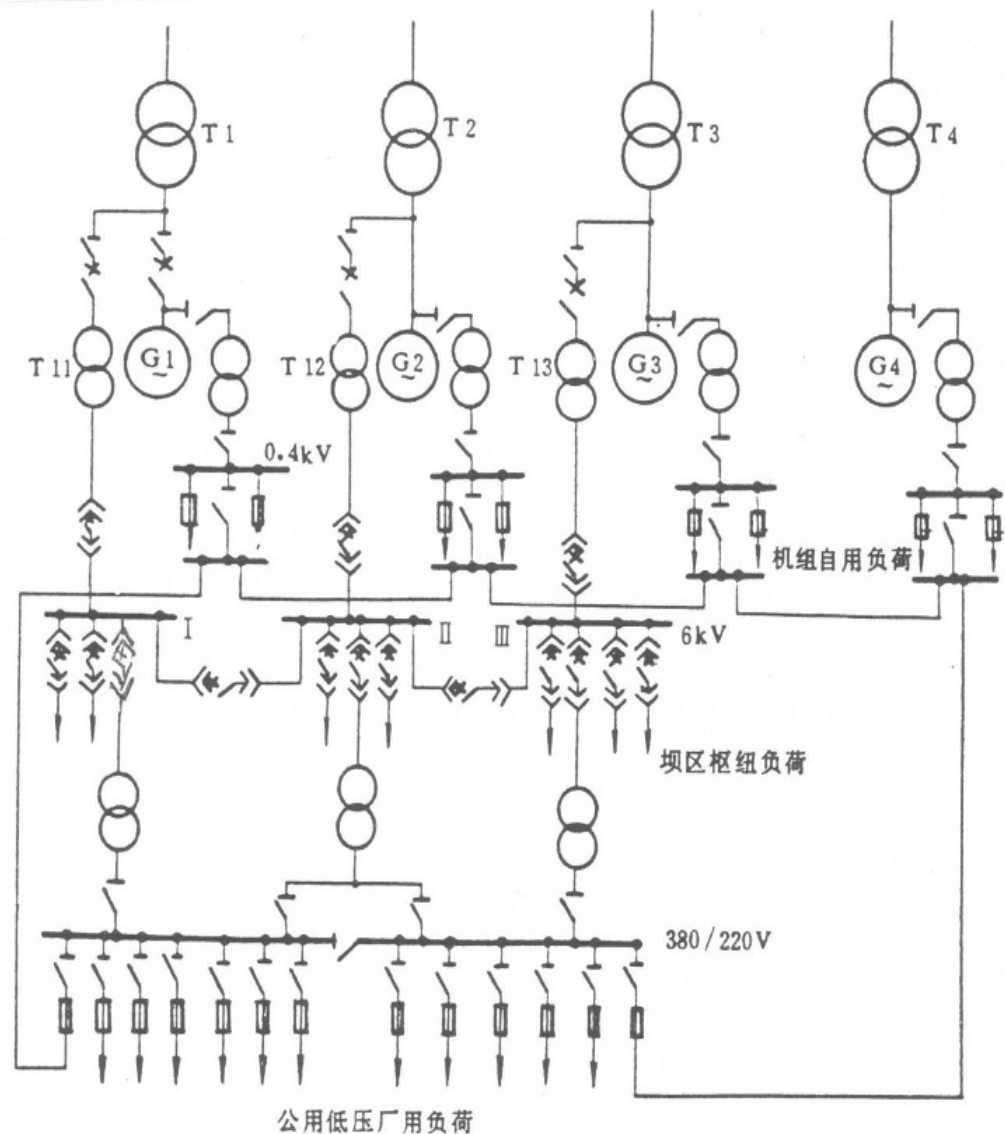 T1
T2
T3
T4
T11
G1
~
T12
G2
~
T13
G3
~
G4
~
0.4kV
机组自用负荷
I
II
III
6kV
坝区枢纽负荷
380/220V
公用低压厂用负荷